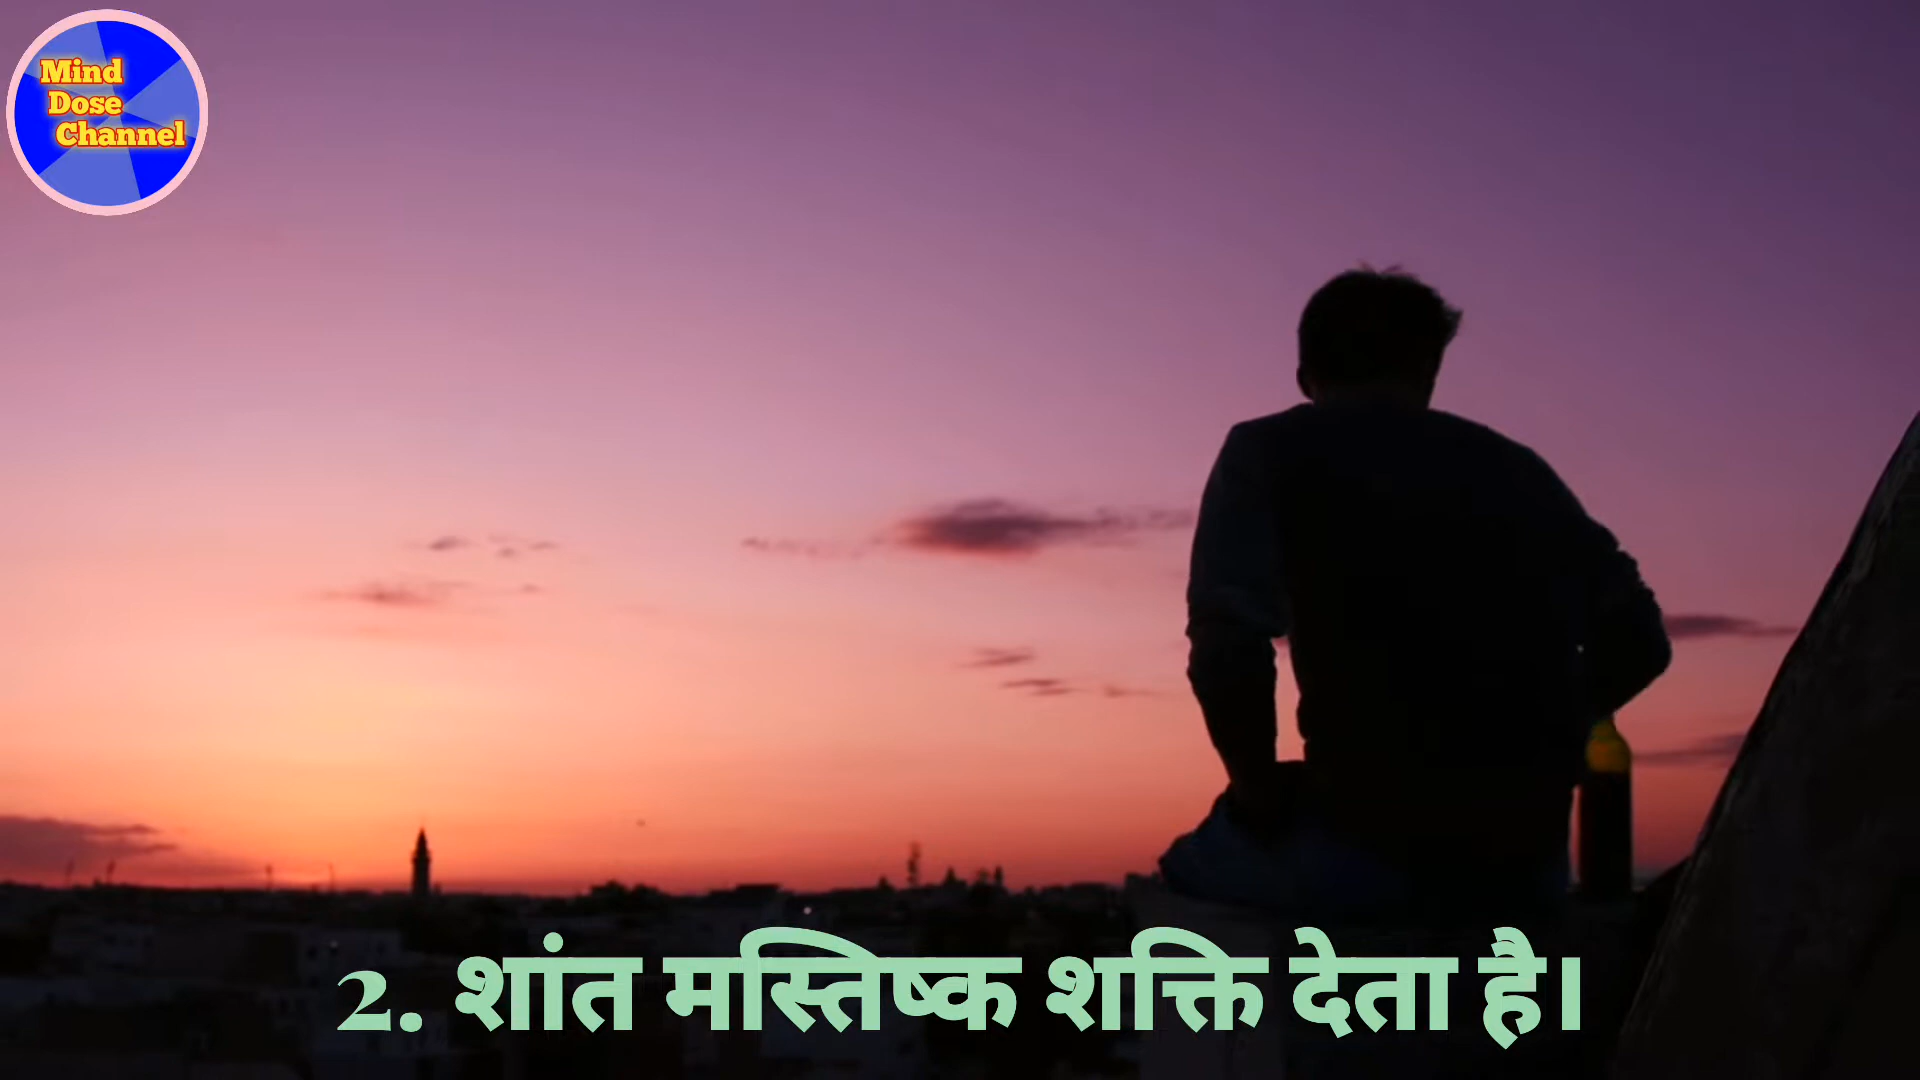 Mind
Dose
Channel
2. शांत मस्तिष्क शक्ति देता है।